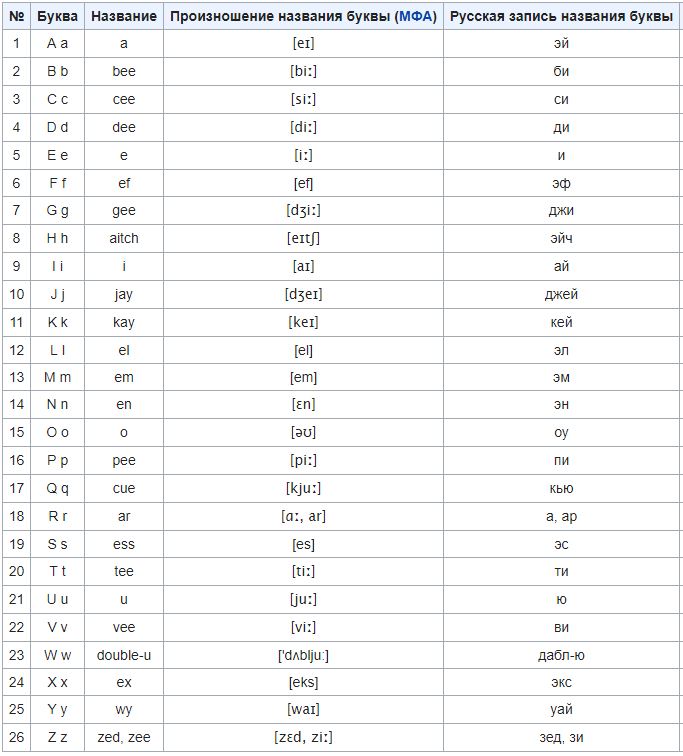 № Буква Название Произношение названия буквы (МФА) Русская запись названия буквы
1 A a a [eɪ] эй
2 B b bee [biː] би
3 C c cee [siː] си
4 D d dee [diː] ди
5 E e e [iː] и
6 F f ef [ef] эф
7 G g gee [dʒiː] джи
8 H h aitch [eɪtʃ] эйч
9 I i i [aɪ] ай
10 J j jay [dʒeɪ] джей
11 K k kay [keɪ] кей
12 L l el [el] эл
13 M m em [em] эм
14 N n en [ɛn] эн
15 O o o [əʊ] оу
16 P p pee [piː] пи
17 Q q cue [kjuː] кью
18 R r ar [ɑː, ar] а, ар
19 S s ess [es] эс
20 T t tee [tiː] ти
21 U u u [juː] ю
22 V v vee [viː] ви
23 W w double-u ['dʌbljuː] дабл-ю
24 X x ex [eks] экс
25 Y y wy [waɪ] уай
26 Z z zed, zee [zɛd, ziː] зед, зи